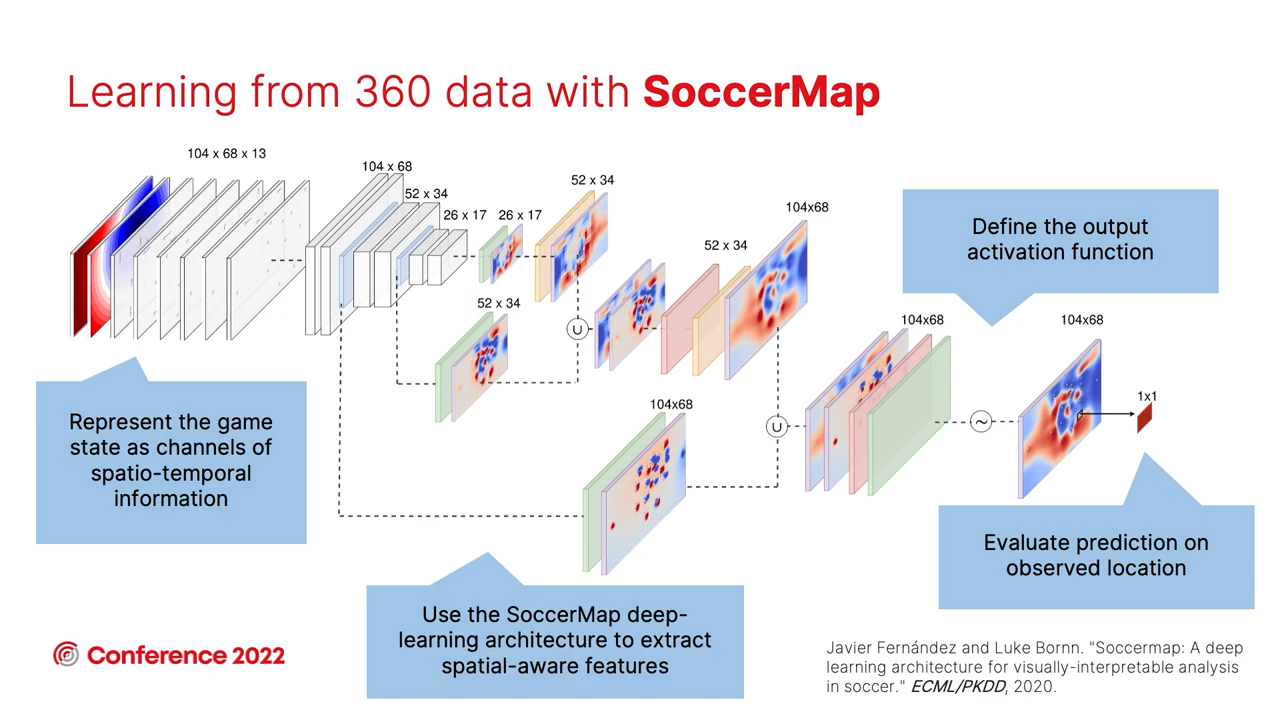 Learning from 360 data with SoccerMap
104 x 68 x 13
104 x 68
52 x 34
26 x 17
26 x 17
52 x 34
52 x 34
104x68
52 x 34
104x68
104x68
104x68
1x1
∪
∪
~
Represent the game
state as channels of
spatio-temporal
information
Use the SoccerMap deep-
learning architecture to extract
spatial-aware features
Define the output
activation function
Evaluate prediction on
observed location
Conference 2022
Javier Fernández and Luke Bornn. "Soccermap: A deep
learning architecture for visually-interpretable analysis
in soccer." ECML/PKDD, 2020.